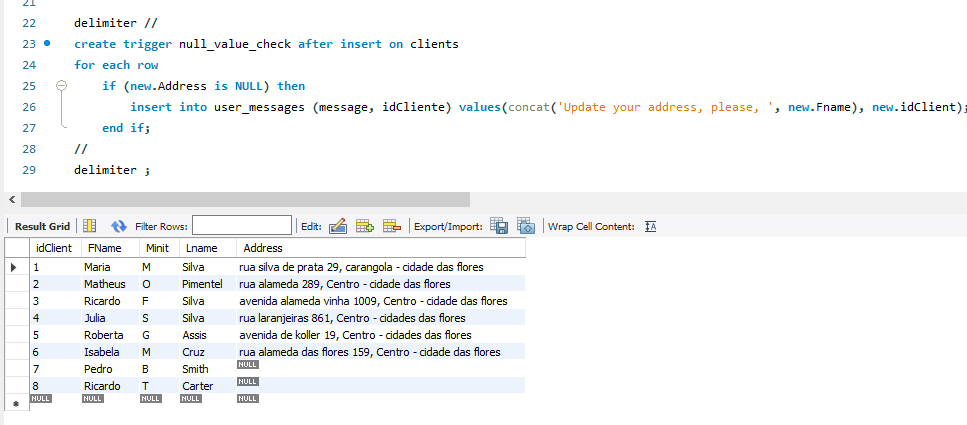 21
22 delimiter //
23 create trigger null_value_check after insert on clients
24 for each row
25 if (new.Address is NULL) then
26 insert into user_messages (message, idCliente) values(concat('Update your address, please, ', new.Fname), new.idClient);
27 end if;
28 //
29 delimiter ;
Result Grid Filter Rows: Edit: Export/Import: Wrap Cell Content:
idClient FName Minit Lname Address
1 Maria M Silva rua silva de prata 29, carangola - cidade das flores
2 Matheus O Pimentel rua alameda 289, Centro - cidade das flores
3 Ricardo F Silva avenida alameda vinha 1009, Centro - cidade das flores
4 Julia S Silva rua laranjeiras 861, Centro - cidades das flores
5 Roberta G Assis avenida de koller 19, Centro - cidades das flores
6 Isabela M Cruz rua alameda das flores 159, Centro - cidade das flores
7 Pedro B Smith NULL
8 Ricardo T Carter NULL
NULL NULL NULL NULL NULL